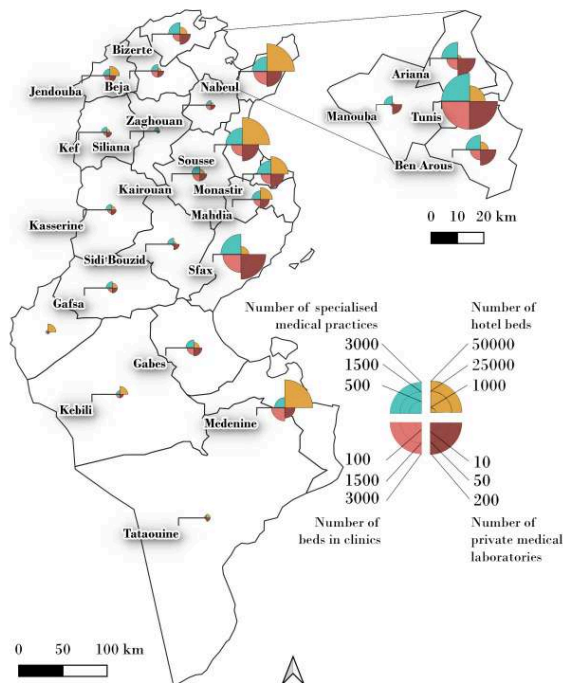 Bizerte
Jendouba
Beja
Nabeul
Zaghouan
Kef
Siliana
Sousse
Kairouan
Monastir
Mahdia
Kasserine
Sidi Bouzid
Sfax
Gafsa
Gabes
Kebili
Medenine
Tataouine
0 50 100 km
Ariana
Manouba
Tunis
Ben Arous
0 10 20 km
Number of specialised
medical practices
3000
1500
500
Number of
hotel beds
50000
25000
1000
100
1500
3000
Number of
beds in clinics
10
50
200
Number of
private medical
laboratories